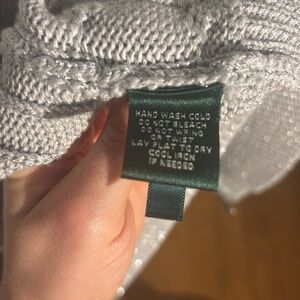 HAND WASH COLD
DO NOT BLEACH
DO NOT WRING
OR TWIST
LAY FLAT TO DRY
COOL IRON
IF NEEDED